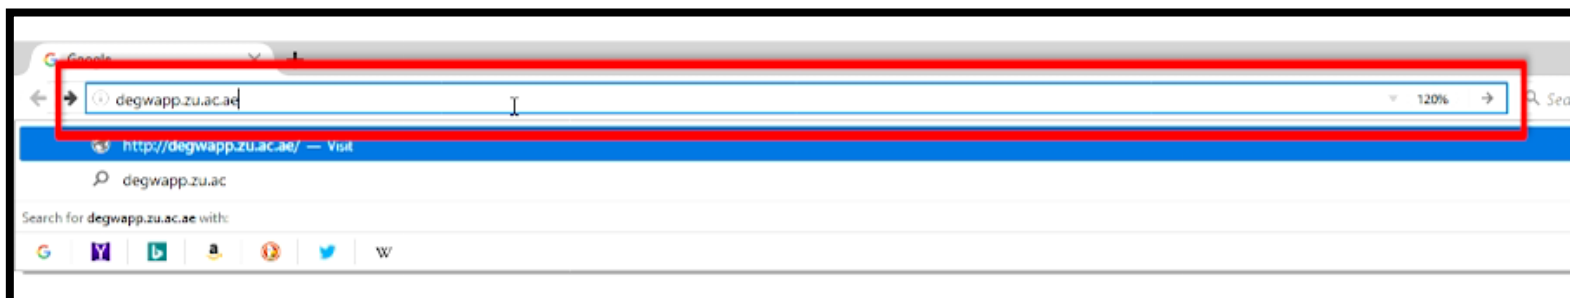 Google
degwapp.zu.ac.ae 120% Sea
http://degwapp.zu.ac.ae/ — Visit
degwapp.zu.ac
Search for degwapp.zu.ac.ae with:
G Y b a W